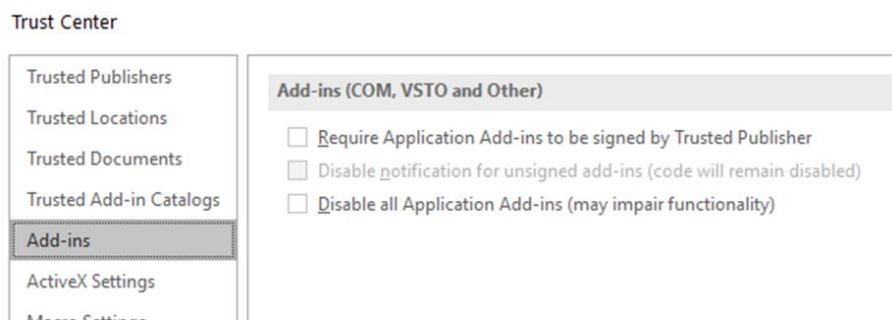 Trust Center
Trusted Publishers
Trusted Locations
Trusted Documents
Trusted Add-in Catalogs
Add-ins
ActiveX Settings
Macro Settings
Add-ins (COM, VSTO and Other)
Require Application Add-ins to be signed by Trusted Publisher
Disable notification for unsigned add-ins (code will remain disabled)
Disable all Application Add-ins (may impair functionality)